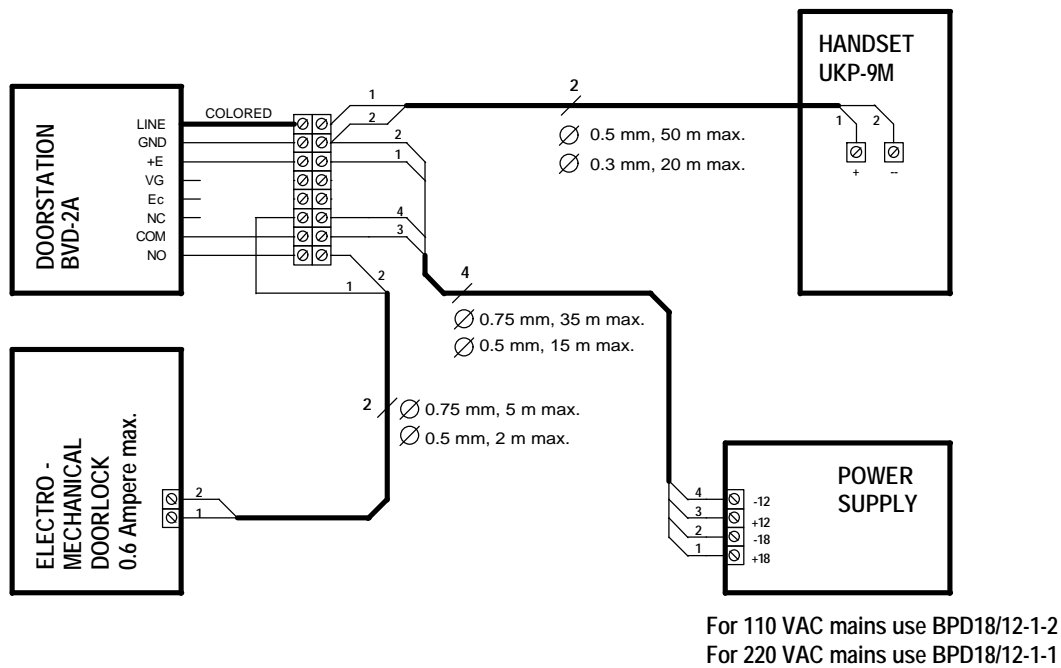 DOORSTATION
BVD-2A
LINE
GND
+E
VG
Ec
NC
COM
NO
COLORED
1
2
2
1
4
3
2
1
2
Ø 0.5 mm, 50 m max.
Ø 0.3 mm, 20 m max.
HANDSET
UKP-9M
1
2
+
--
4
Ø 0.75 mm, 35 m max.
Ø 0.5 mm, 15 m max.
2
Ø 0.75 mm, 5 m max.
Ø 0.5 mm, 2 m max.
ELECTRO -
MECHANICAL
DOORLOCK
0.6 Ampere max.
2
1
POWER
SUPPLY
4
3
2
1
-12
+12
-18
+18
For 110 VAC mains use BPD18/12-1-2
For 220 VAC mains use BPD18/12-1-1